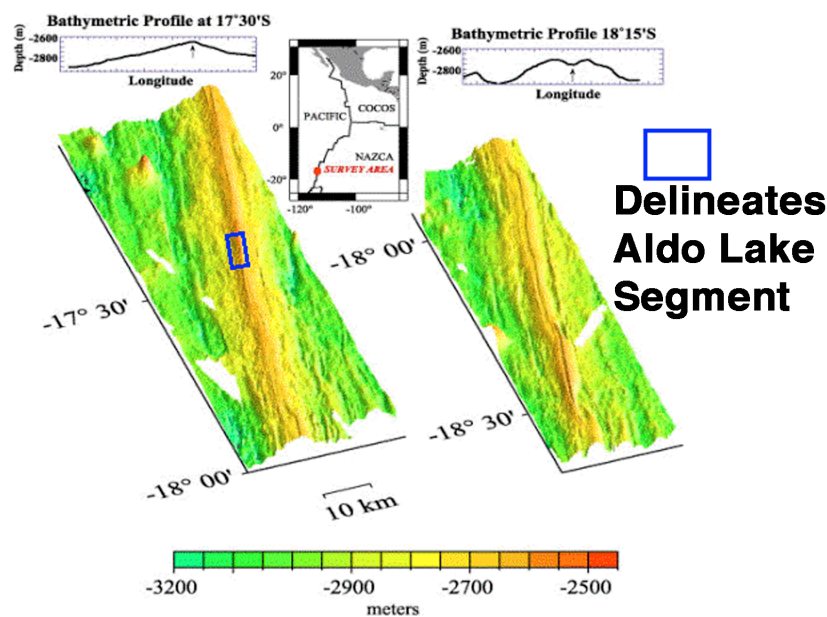 Bathymetric Profile at 17°30'S
Depth (m)
-2600
-2800
Longitude
Bathymetric Profile 18°15'S
Depth (m)
-2600
-2800
Longitude
20°
0°
-20°
-120°
-100°
PACIFIC
COCOS
NAZCA
SURVEY AREA
Delineates
Aldo Lake
Segment
-17° 30'
-18° 00'
-18° 00'
-18° 30'
10 km
-3200
-2900
-2700
-2500
meters